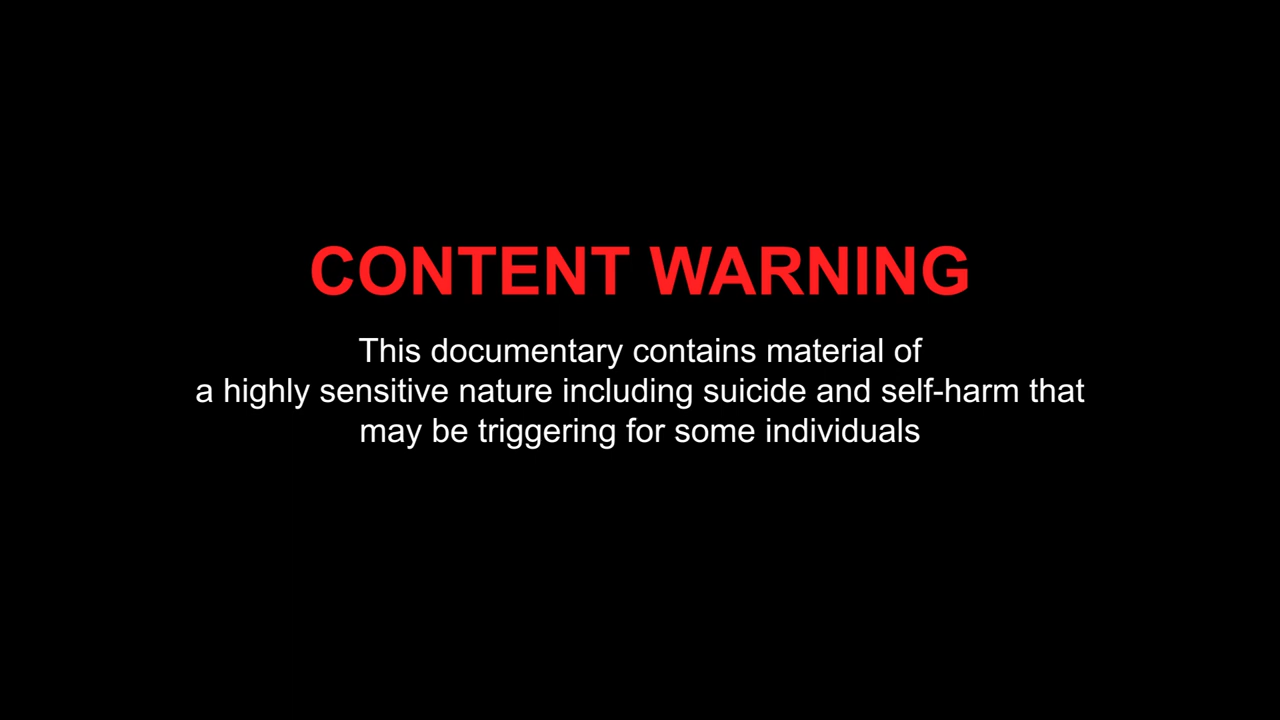 CONTENT WARNING
This documentary contains material of
a highly sensitive nature including suicide and self-harm that
may be triggering for some individuals